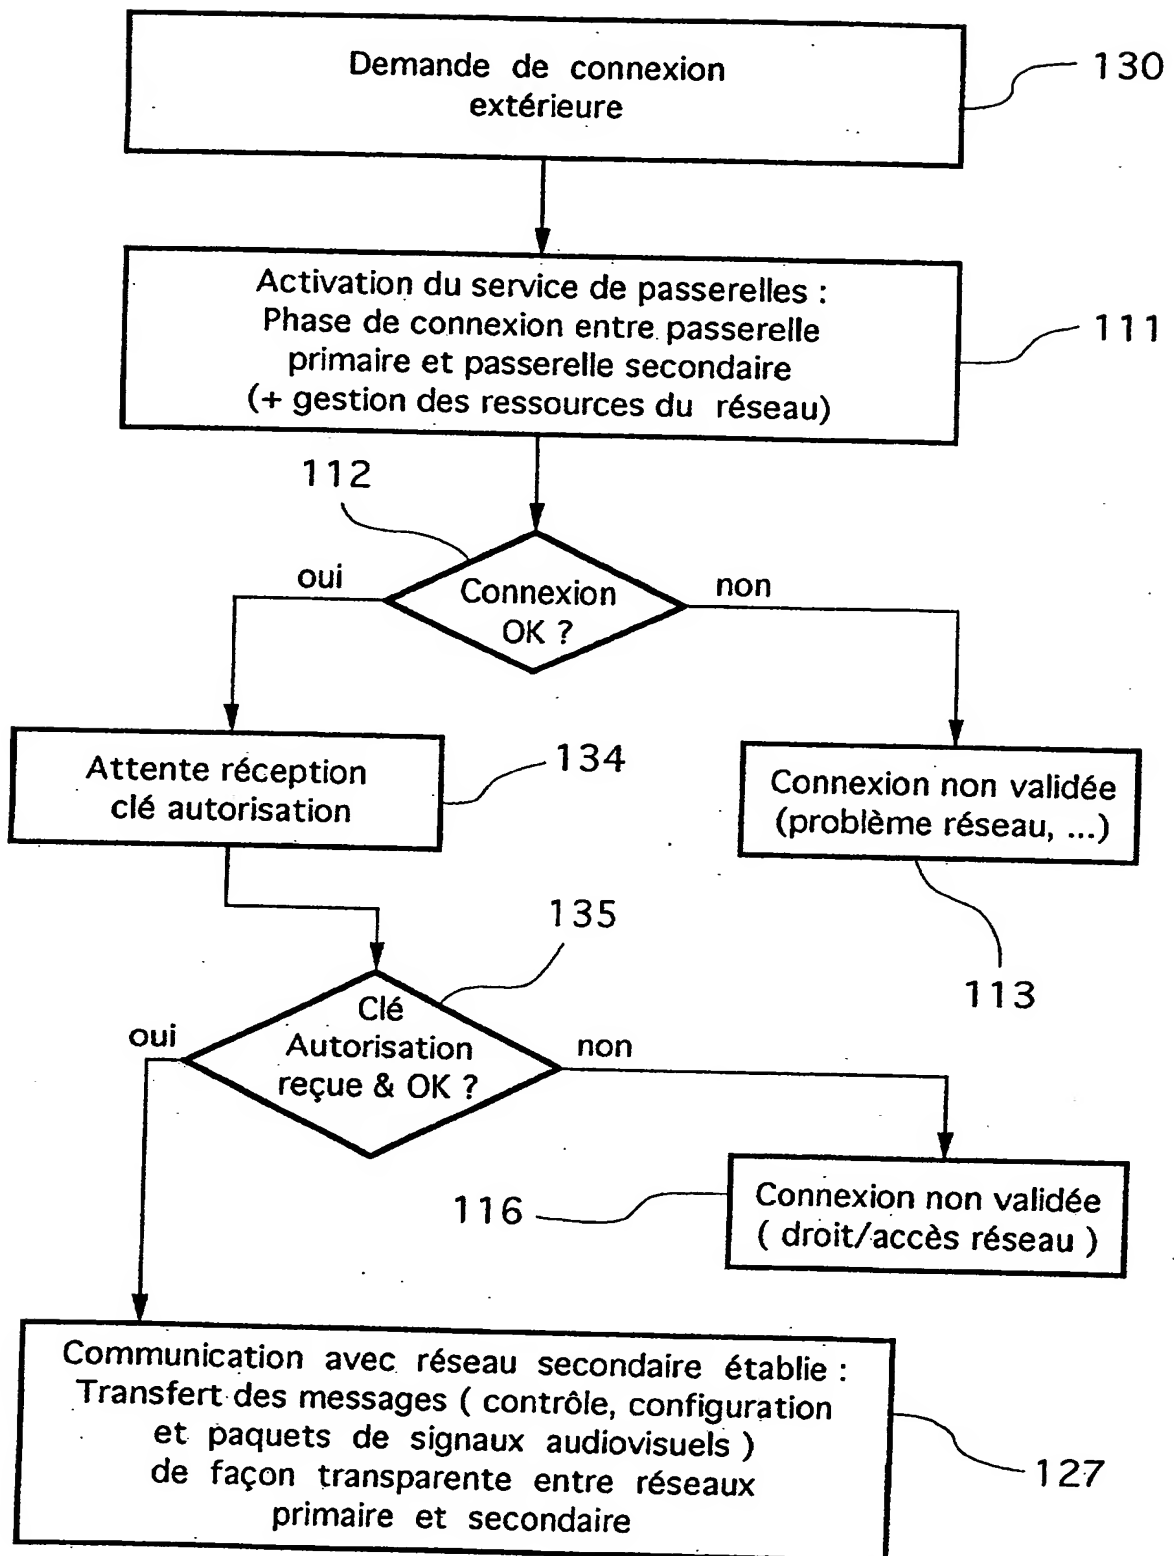 Demande de connexion
extérieure
130
Activation du service de passerelles :
Phase de connexion entre passerelle
primaire et passerelle secondaire
(+ gestion des ressources du réseau)
111
112
oui
Connexion
OK ?
non
Attente réception
clé autorisation
134
Connexion non validée
(problème réseau, ...)
113
135
oui
Clé
Autorisation
reçue & OK ?
non
116
Connexion non validée
( droit/accès réseau )
Communication avec réseau secondaire établie :
Transfert des messages ( contrôle, configuration
et paquets de signaux audiovisuels )
de façon transparente entre réseaux
primaire et secondaire
127